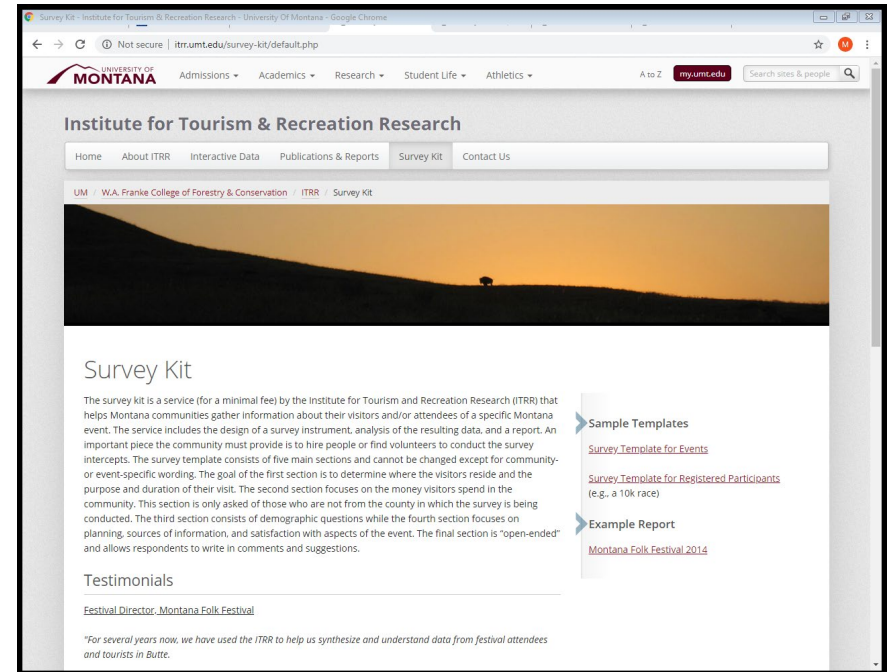 Survey Kit - Institute for Tourism & Recreation Research - University Of Montana - Google Chrome
Not secure | itrr.umt.edu/survey-kit/default.php
M
UNIVERSITY OF
MONTANA
Admissions Academics Research Student Life Athletics A to Z my.umt.edu Search sites & people
Institute for Tourism & Recreation Research
Home About ITRR Interactive Data Publications & Reports Survey Kit Contact Us
UM / W.A. Franke College of Forestry & Conservation / ITRR / Survey Kit
Survey Kit
The survey kit is a service (for a minimal fee) by the Institute for Tourism and Recreation Research (ITRR) that
helps Montana communities gather information about their visitors and/or attendees of a specific Montana
event. The service includes the design of a survey instrument, analysis of the resulting data, and a report. An
important piece the community must provide is to hire people or find volunteers to conduct the survey
intercepts. The survey template consists of five main sections and cannot be changed except for community-
or event-specific wording. The goal of the first section is to determine where the visitors reside and the
purpose and duration of their visit. The second section focuses on the money visitors spend in the
community. This section is only asked of those who are not from the county in which the survey is being
conducted. The third section consists of demographic questions while the fourth section focuses on
planning, sources of information, and satisfaction with aspects of the event. The final section is "open-ended"
and allows respondents to write in comments and suggestions.
Testimonials
Festival Director, Montana Folk Festival
"For several years now, we have used the ITRR to help us synthesize and understand data from festival attendees
and tourists in Butte.
Sample Templates
Survey Template for Events
Survey Template for Registered Participants
(e.g., a 10k race)
Example Report
Montana Folk Festival 2014